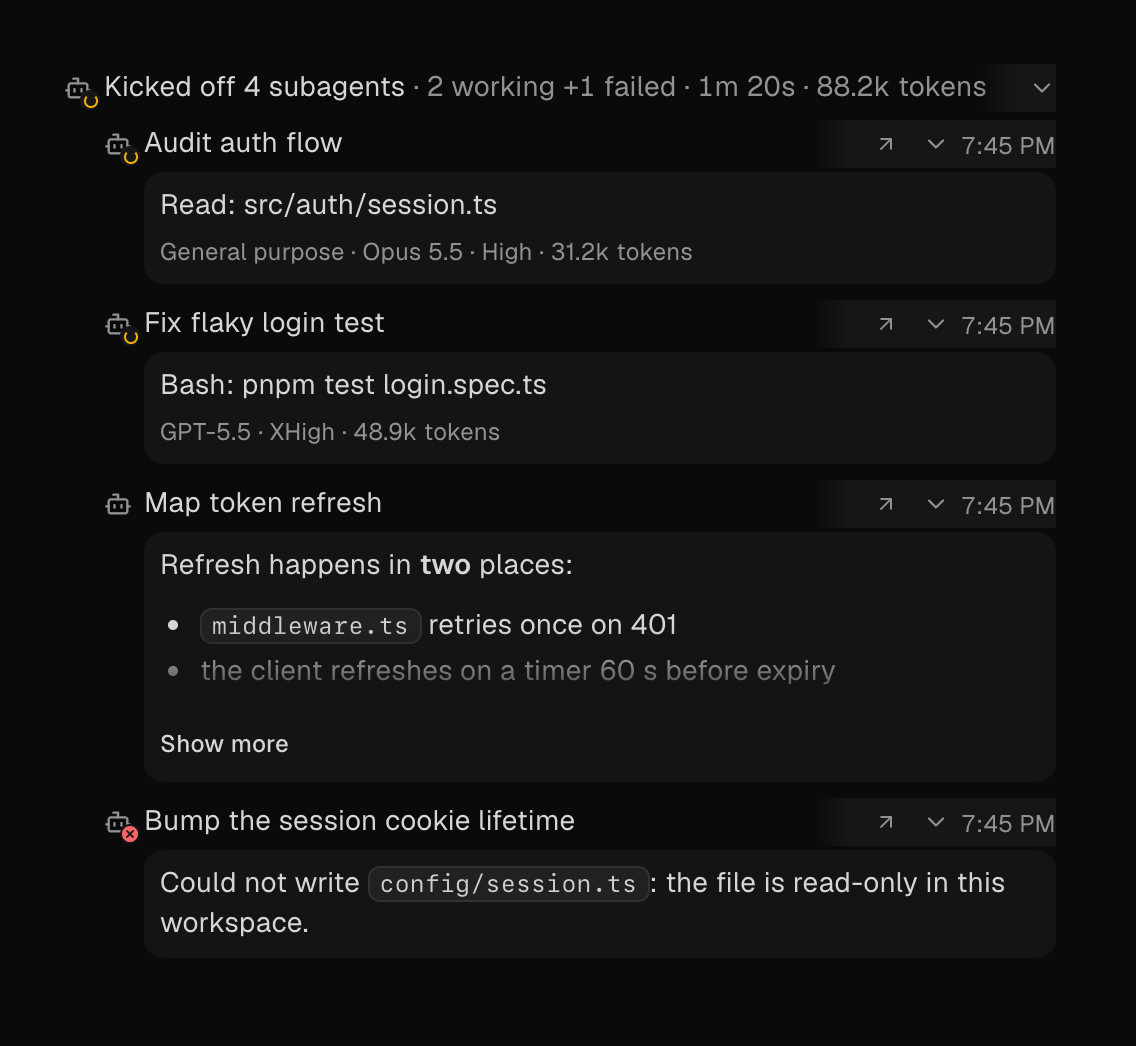 Kicked off 4 subagents · 2 working +1 failed · 1m 20s · 88.2k tokens
Audit auth flow 7:45 PM
Read: src/auth/session.ts
General purpose · Opus 5.5 · High · 31.2k tokens
Fix flaky login test 7:45 PM
Bash: pnpm test login.spec.ts
GPT-5.5 · XHigh · 48.9k tokens
Map token refresh 7:45 PM
Refresh happens in two places:
• middleware.ts retries once on 401
• the client refreshes on a timer 60 s before expiry
Show more
Bump the session cookie lifetime 7:45 PM
Could not write config/session.ts: the file is read-only in this
workspace.